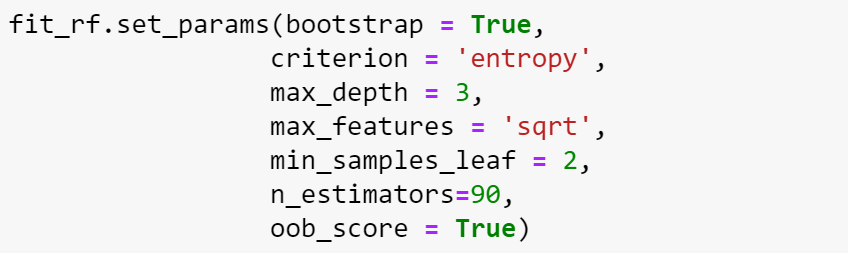 fit_rf.set_params(bootstrap = True,
criterion = 'entropy',
max_depth = 3,
max_features = 'sqrt',
min_samples_leaf = 2,
n_estimators=90,
oob_score = True)